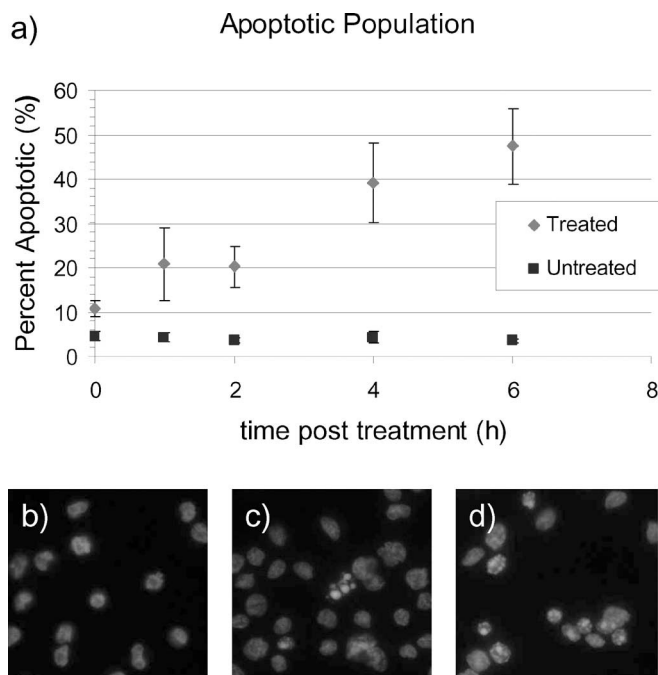 a)
Apoptotic Population
Percent Apoptotic (%)
60
50
40
30
20
10
0
0 2 4 6 8
time post treatment (h)
Treated
Untreated
b) c) d)